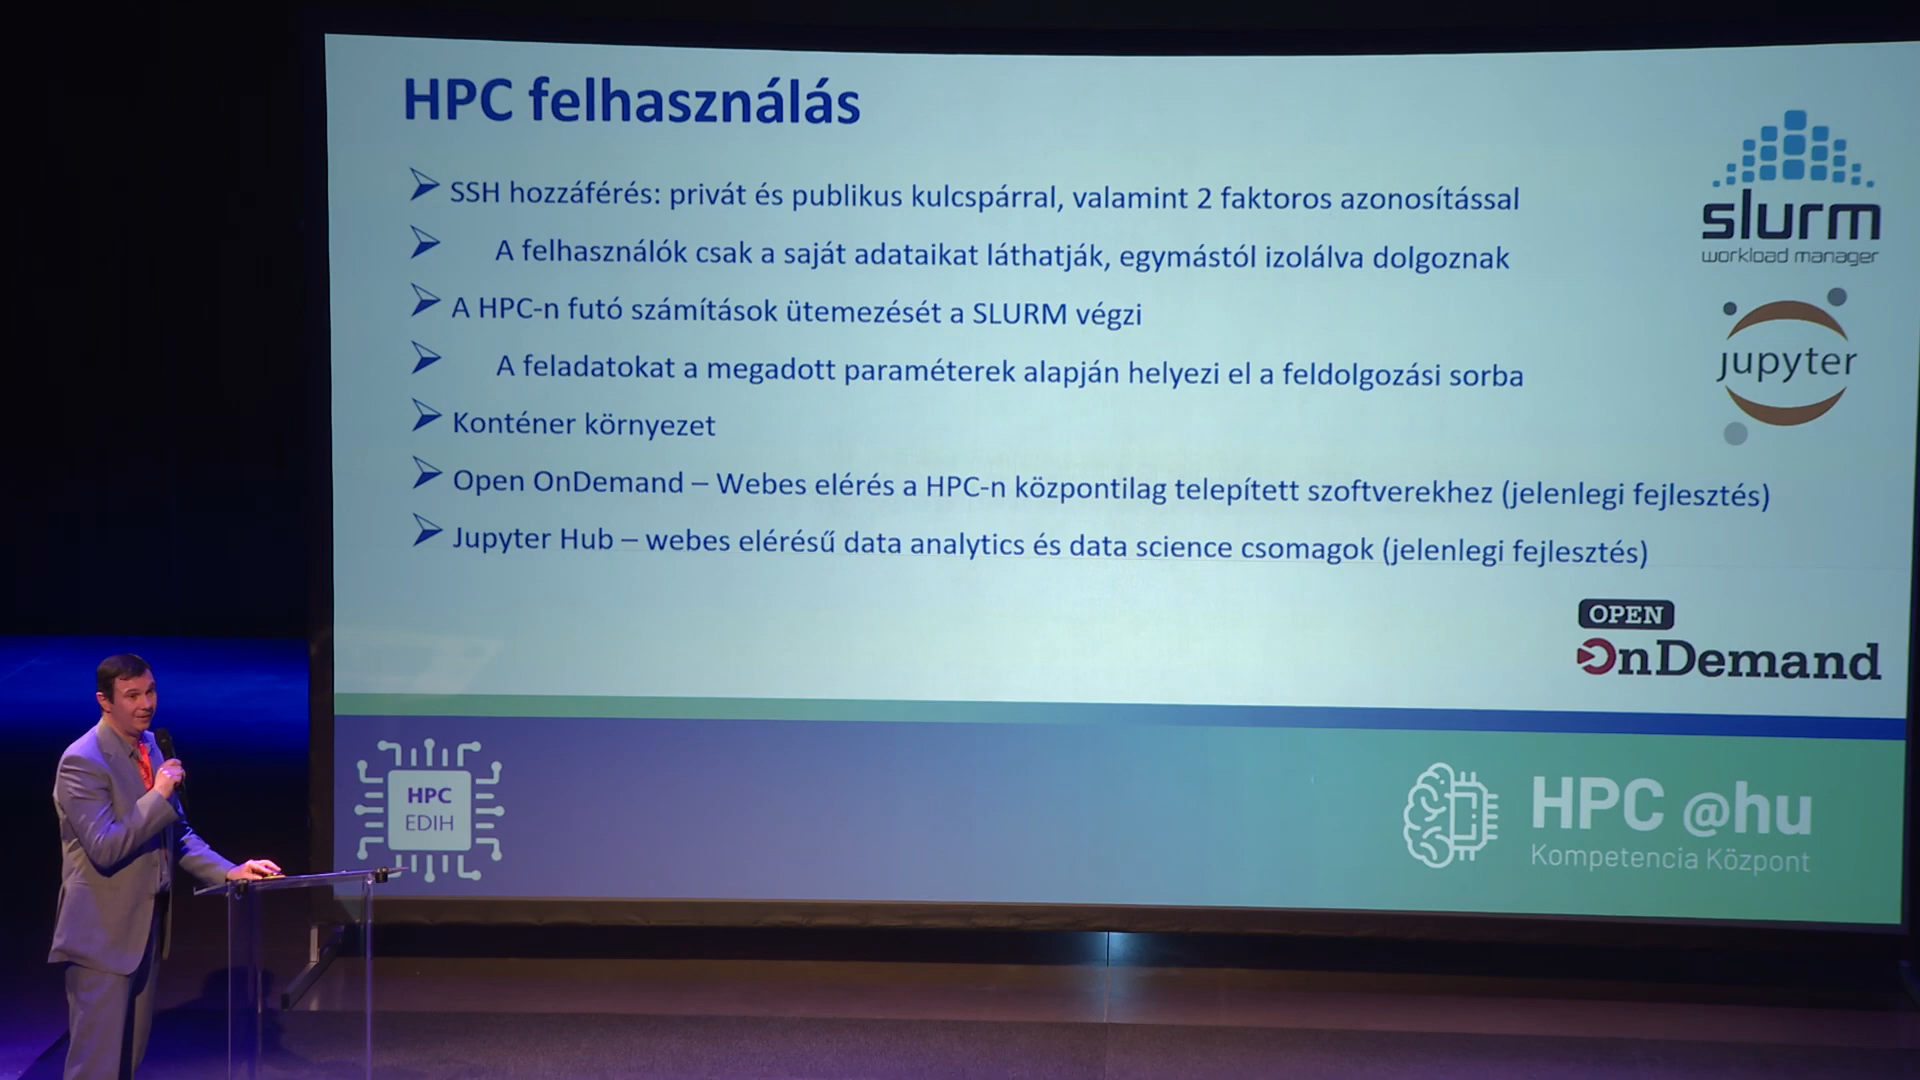 HPC felhasználás
SSH hozzáférés: privát és publikus kulcspárral, valamint 2 faktoros azonosítással
A felhasználók csak a saját adataikat láthatják, egymástól izolálva dolgoznak
A HPC-n futó számítások ütemezését a SLURM végzi
A feladatokat a megadott paraméterek alapján helyezi el a feldolgozási sorba
Konténer környezet
Open OnDemand – Webes elérés a HPC-n központilag telepített szoftverekhez (jelenlegi fejlesztés)
Jupyter Hub – webes elérésű data analytics és data science csomagok (jelenlegi fejlesztés)
slurm
workload manager
jupyter
OPEN
OnDemand
HPC
EDIH
HPC @hu
Kompetencia Központ